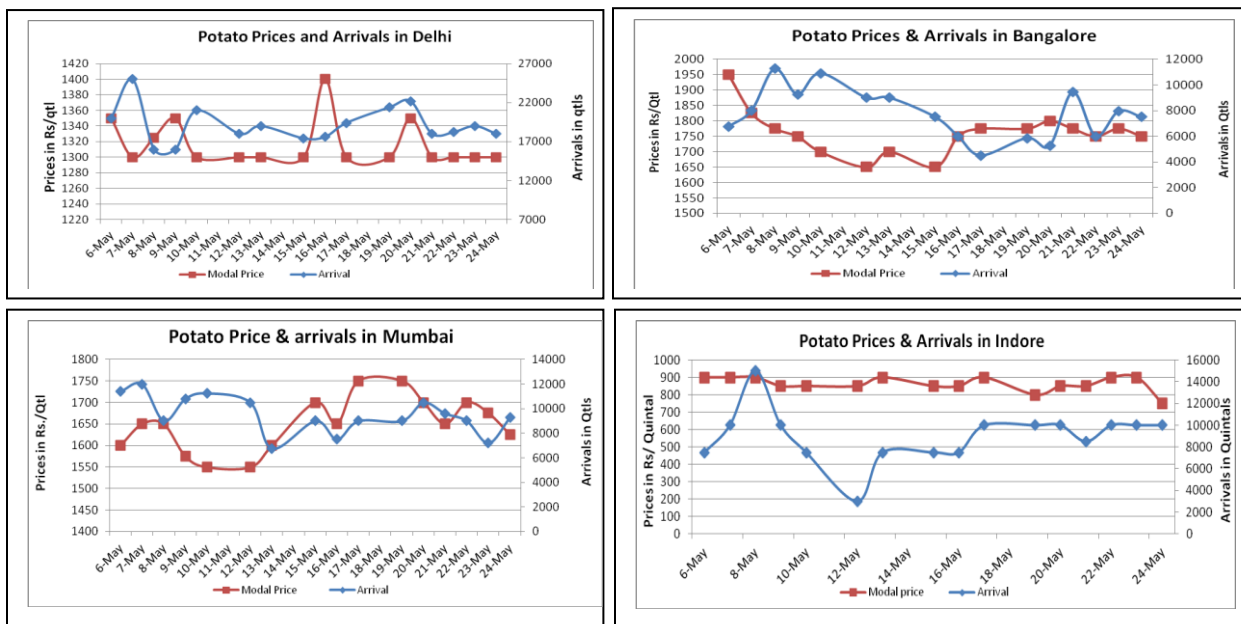 Potato Prices and Arrivals in Delhi
Prices in Rs/qtl
1420
1400
1380
1360
1340
1320
1300
1280
1260
1240
1220
27000
22000
17000
12000
7000
Arrivals in qtls
6-May
7-May
8-May
9-May
10-May
11-May
12-May
13-May
14-May
15-May
16-May
17-May
18-May
19-May
20-May
21-May
22-May
23-May
24-May
Modal Price
Arrival
Potato Prices & Arrivals in Bangalore
Prices in Rs/Qtl
2000
1950
1900
1850
1800
1750
1700
1650
1600
1550
1500
12000
10000
8000
6000
4000
2000
0
Arrivals in Qtls
6-May
7-May
8-May
9-May
10-May
11-May
12-May
13-May
14-May
15-May
16-May
17-May
18-May
19-May
20-May
21-May
22-May
23-May
24-May
Modal Price
Arrival
Potato Price & arrivals in Mumbai
Prices in Rs,/Qtl
1800
1750
1700
1650
1600
1550
1500
1450
1400
14000
12000
10000
8000
6000
4000
2000
0
Arrivals in Qtls
6-May
7-May
8-May
9-May
10-May
11-May
12-May
13-May
14-May
15-May
16-May
17-May
18-May
19-May
20-May
21-May
22-May
23-May
24-May
Modal Price
Arrival
Potato Prices & Arrivals in Indore
Prices in Rs/ Quintal
1000
900
800
700
600
500
400
300
200
100
0
16000
14000
12000
10000
8000
6000
4000
2000
0
Arrivals in Quintals
6-May
8-May
10-May
12-May
14-May
16-May
18-May
20-May
22-May
24-May
Modal price
Arrival